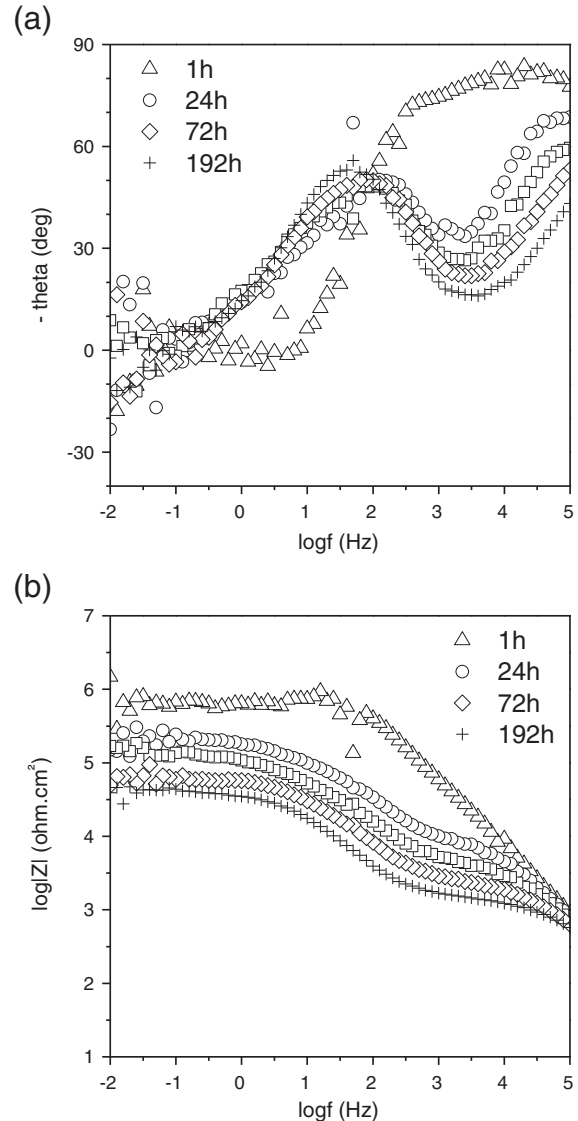 (a)
90
60
30
0
-30
- theta (deg)
1h
24h
72h
192h
-2 -1 0 1 2 3 4 5
logf (Hz)
(b)
7
6
5
4
3
2
1
log|Z| (ohm.cm²)
1h
24h
72h
192h
-2 -1 0 1 2 3 4 5
logf (Hz)